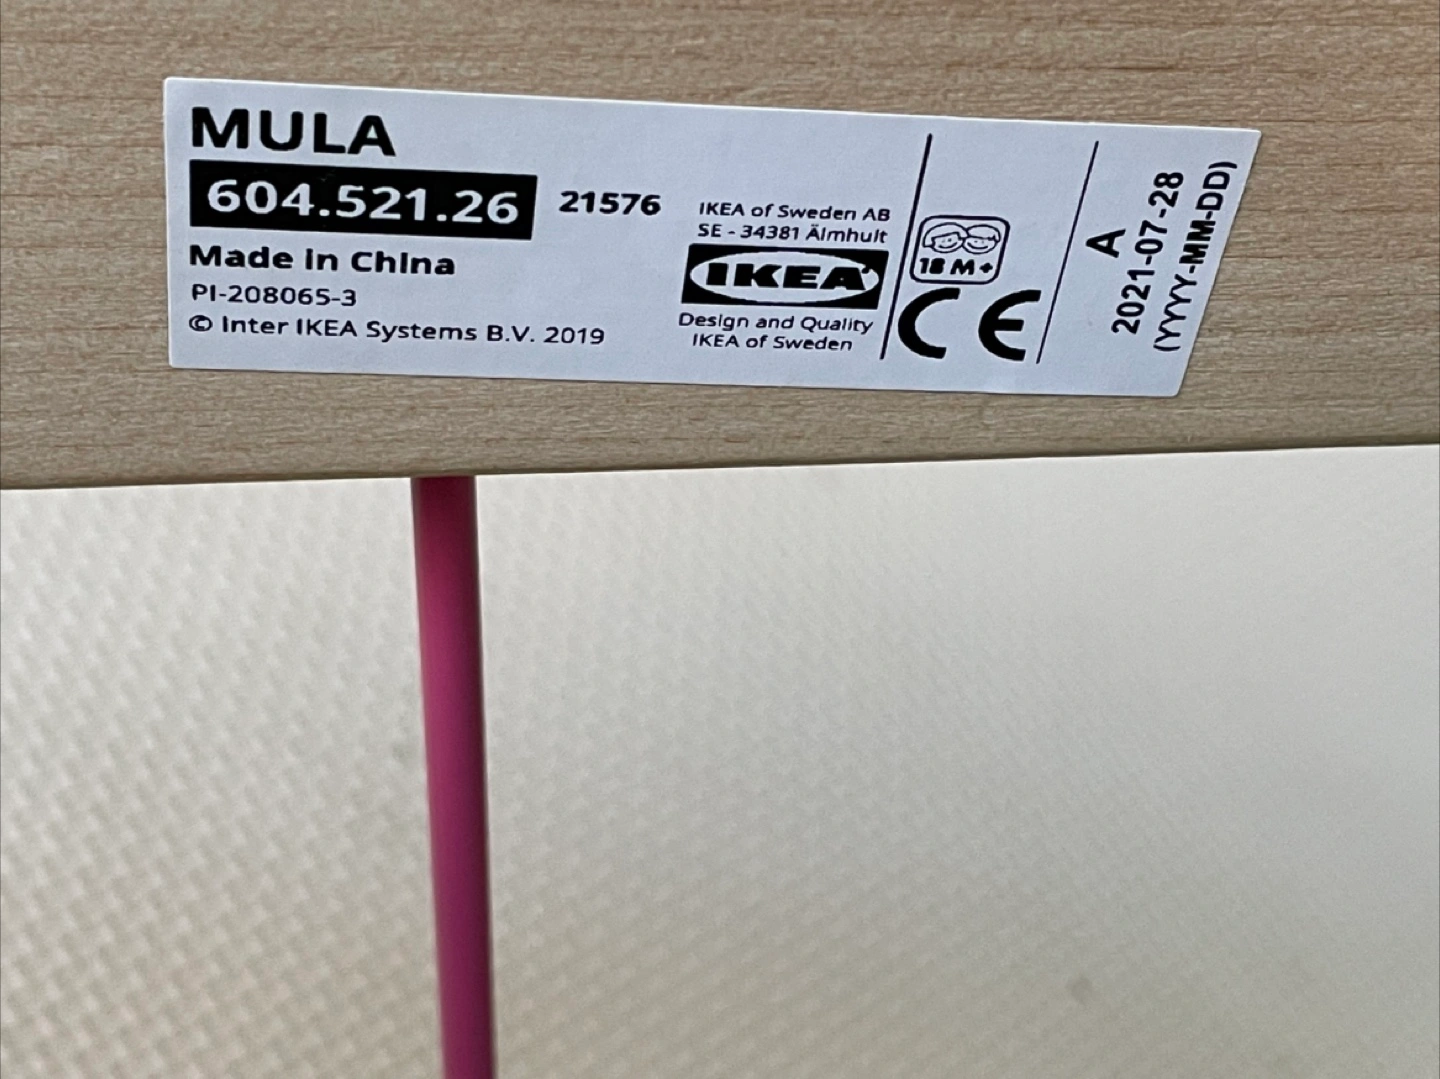 MULA
604.521.26 21576
Made in China
PI-208065-3
© Inter IKEA Systems B.V. 2019
IKEA of Sweden AB
SE - 34381 Älmhult
IKEA
Design and Quality
IKEA of Sweden
18 M+
CE
A
2021-07-28
(YYYY-MM-DD)